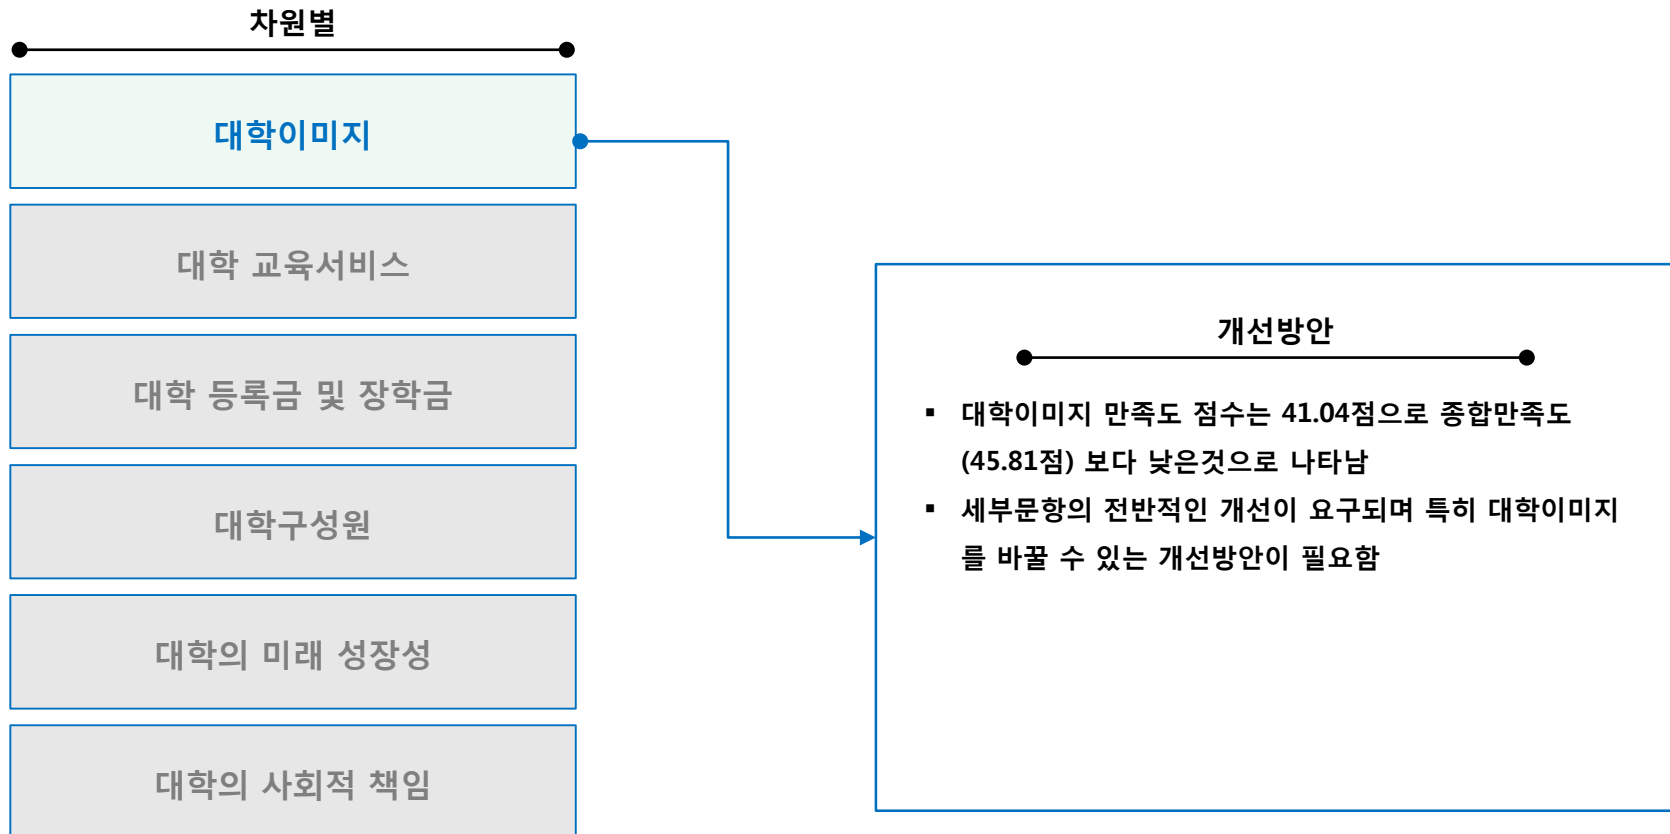 차원별
대학이미지
대학 교육서비스
대학 등록금 및 장학금
대학구성원
대학의 미래 성장성
대학의 사회적 책임
개선방안
▪ 대학이미지 만족도 점수는 41.04점으로 종합만족도
(45.81점) 보다 낮은것으로 나타남
▪ 세부문항의 전반적인 개선이 요구되며 특히 대학이미지
를 바꿀 수 있는 개선방안이 필요함